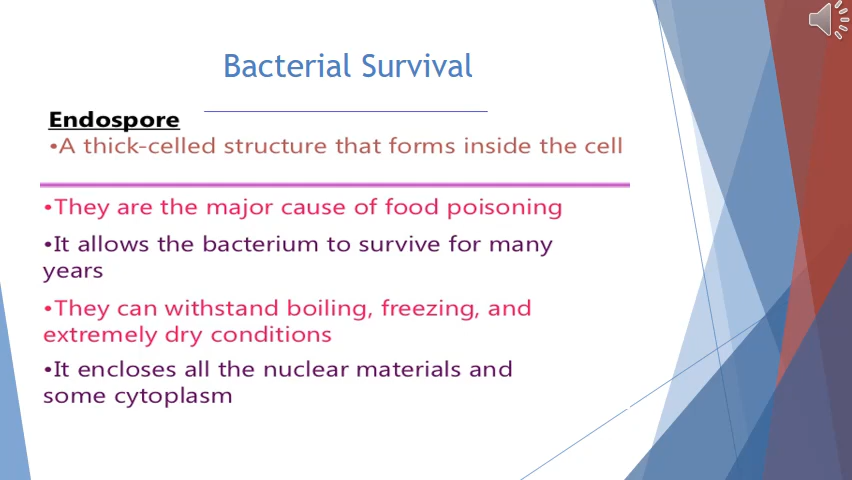 Bacterial Survival
Endospore
•A thick-celled structure that forms inside the cell
•They are the major cause of food poisoning
•It allows the bacterium to survive for many
years
•They can withstand boiling, freezing, and
extremely dry conditions
•It encloses all the nuclear materials and
some cytoplasm